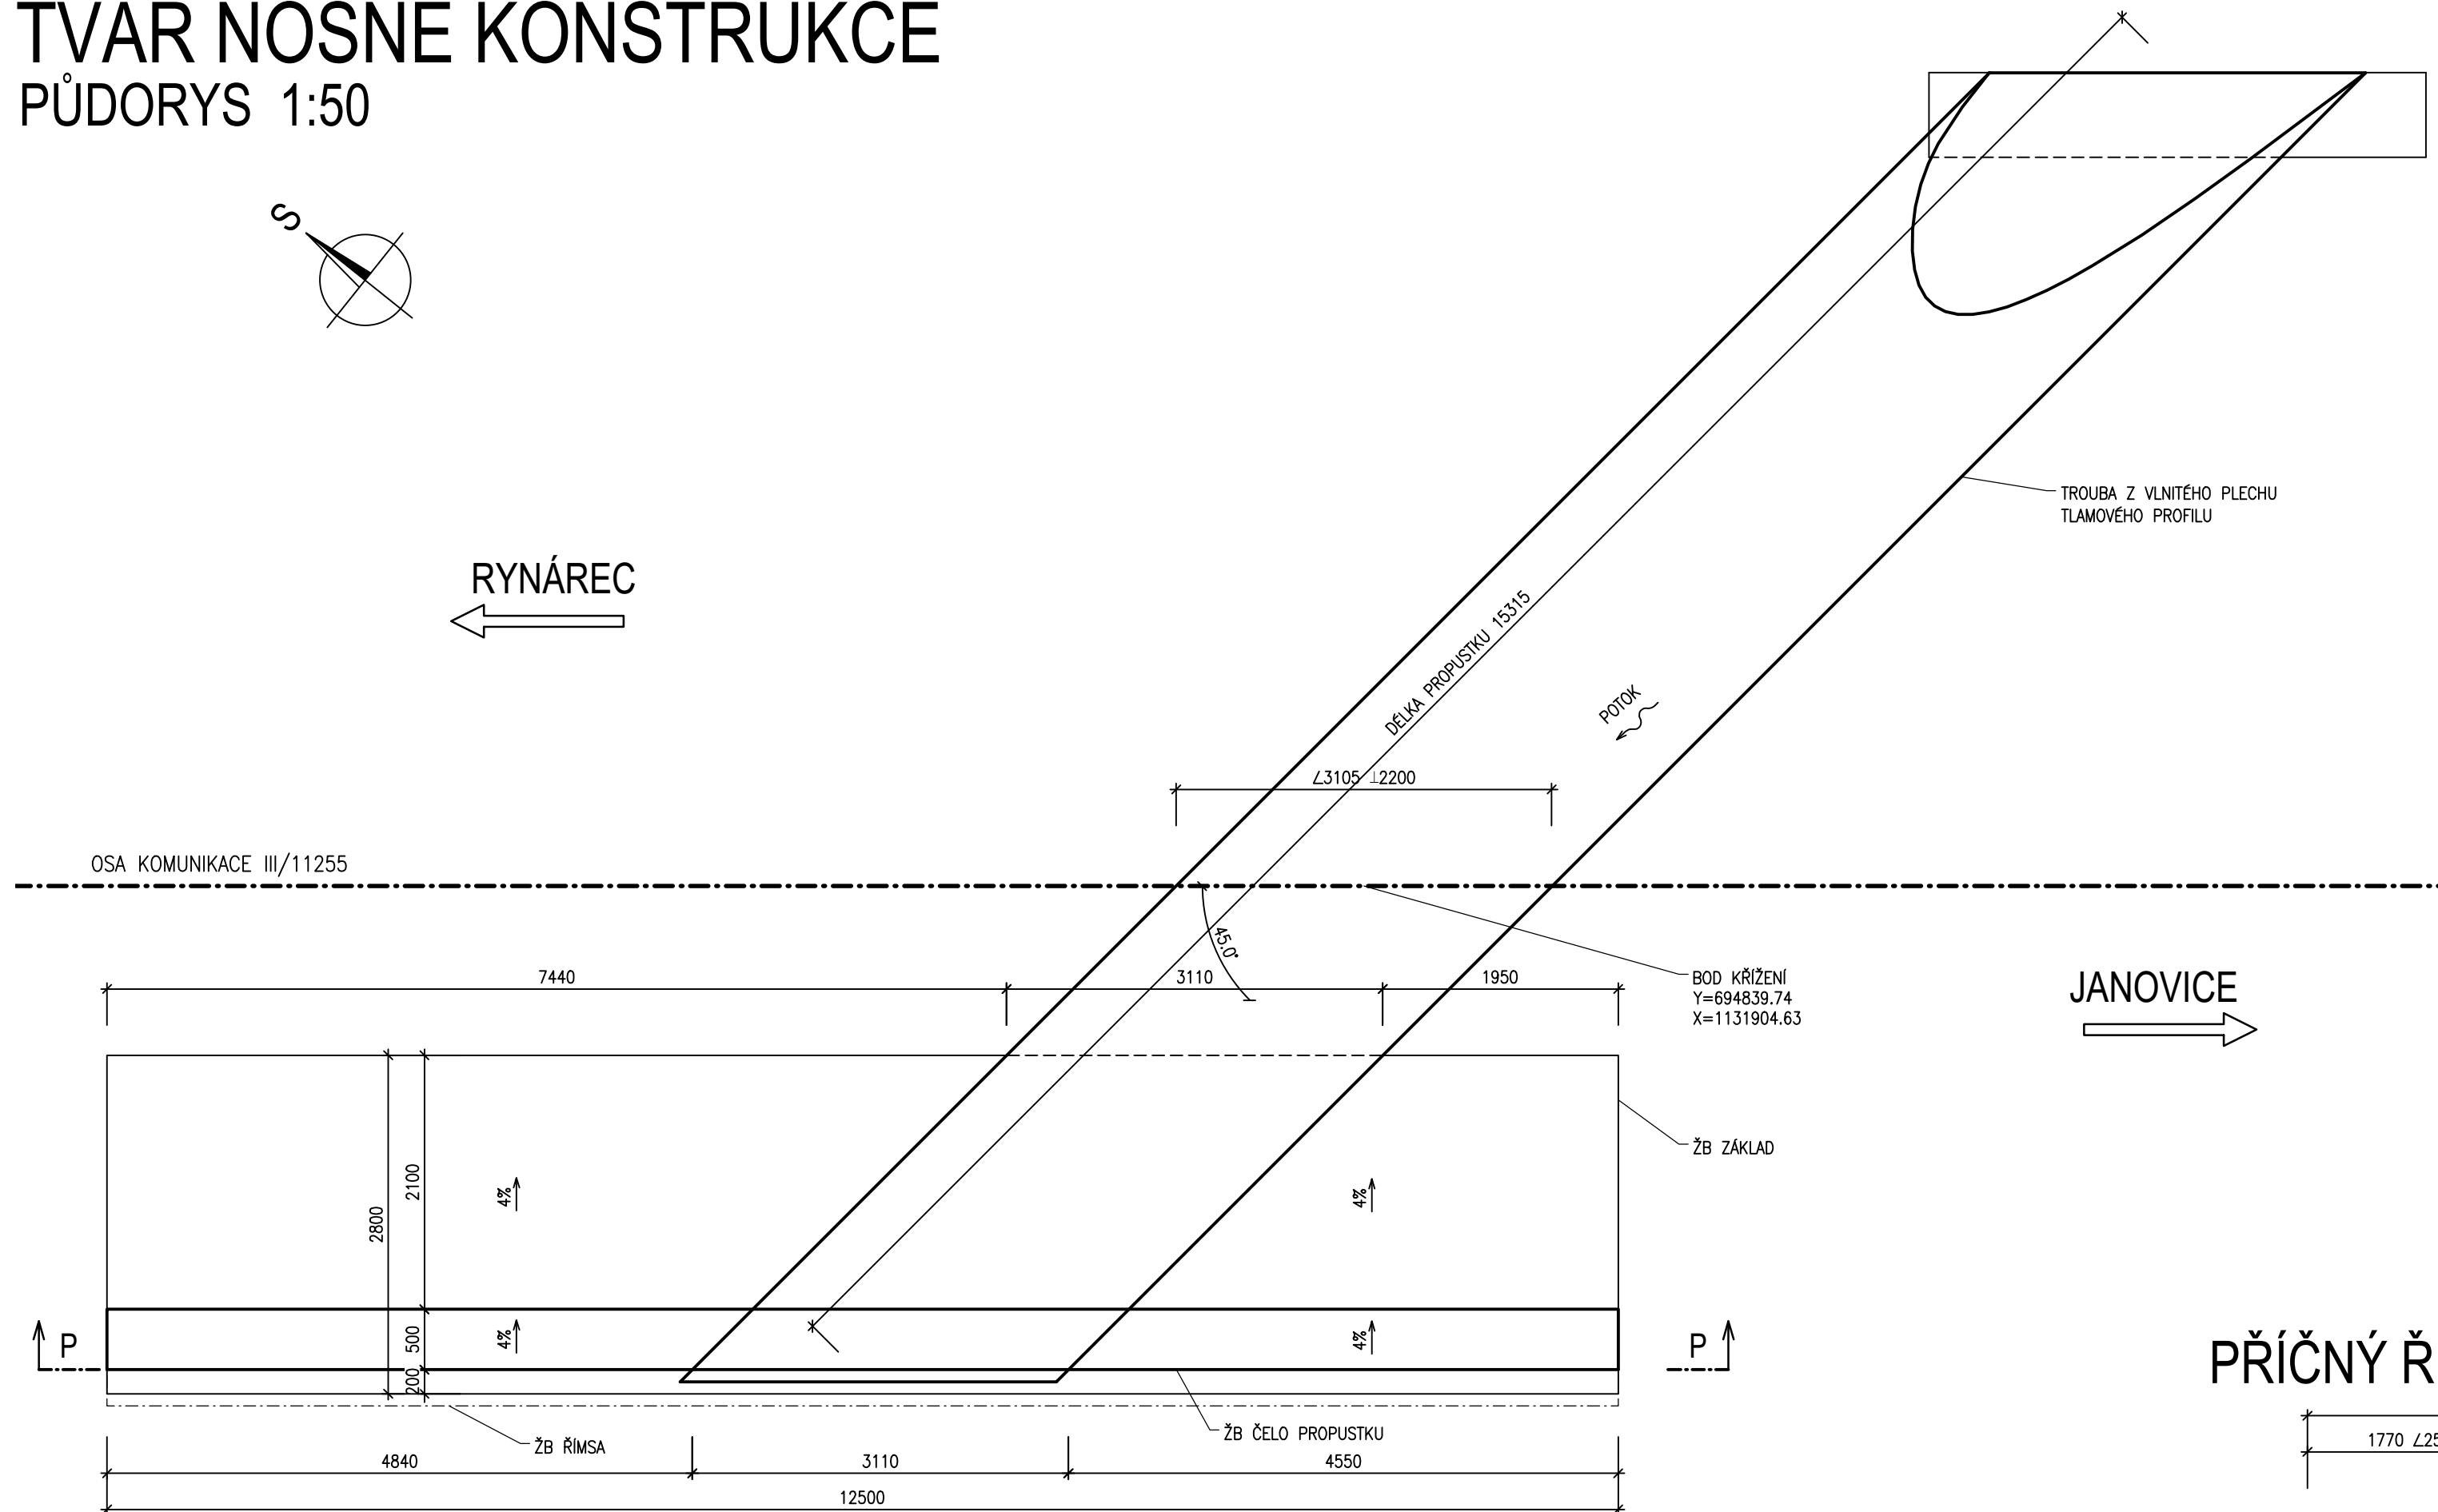 TVAR NOSNE KONSTRUKCE
PŮDORYS 1:50
S
TROUBA Z VLNITÉHO PLECHU
TLAMOVÉHO PROFILU
RYNÁREC
DÉLKA PROPUSTKU 15315
POTOK
∠3105 ⊥2200
OSA KOMUNIKACE III/11255
45.0°
7440
3110
1950
BOD KŘÍŽENÍ
Y=694839.74
X=1131904.63
JANOVICE
ŽB ZÁKLAD
2800
2100
4%
4%
500
4%
4%
200
P
P
PŘÍČNÝ Ř
ŽB ŘÍMSA
ŽB ČELO PROPUSTKU
1770 ∠25
4840
3110
4550
12500